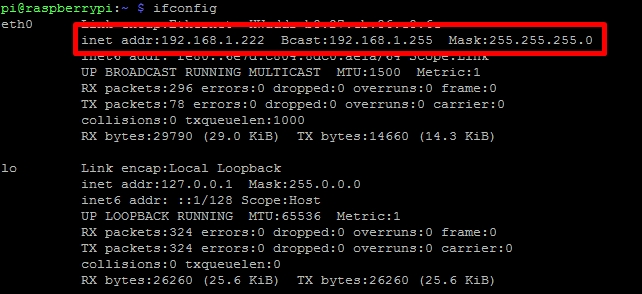 pi@raspberrypi:~ $ ifconfig
eth0 Link encap:Ethernet HWaddr
inet addr:192.168.1.222 Bcast:192.168.1.255 Mask:255.255.255.0
inet6 addr: Scope:Link
UP BROADCAST RUNNING MULTICAST MTU:1500 Metric:1
RX packets:296 errors:0 dropped:0 overruns:0 frame:0
TX packets:78 errors:0 dropped:0 overruns:0 carrier:0
collisions:0 txqueuelen:1000
RX bytes:29790 (29.0 KiB) TX bytes:14660 (14.3 KiB)
lo Link encap:Local Loopback
inet addr:127.0.0.1 Mask:255.0.0.0
inet6 addr: ::1/128 Scope:Host
UP LOOPBACK RUNNING MTU:65536 Metric:1
RX packets:324 errors:0 dropped:0 overruns:0 frame:0
TX packets:324 errors:0 dropped:0 overruns:0 carrier:0
collisions:0 txqueuelen:0
RX bytes:26260 (25.6 KiB) TX bytes:26260 (25.6 KiB)